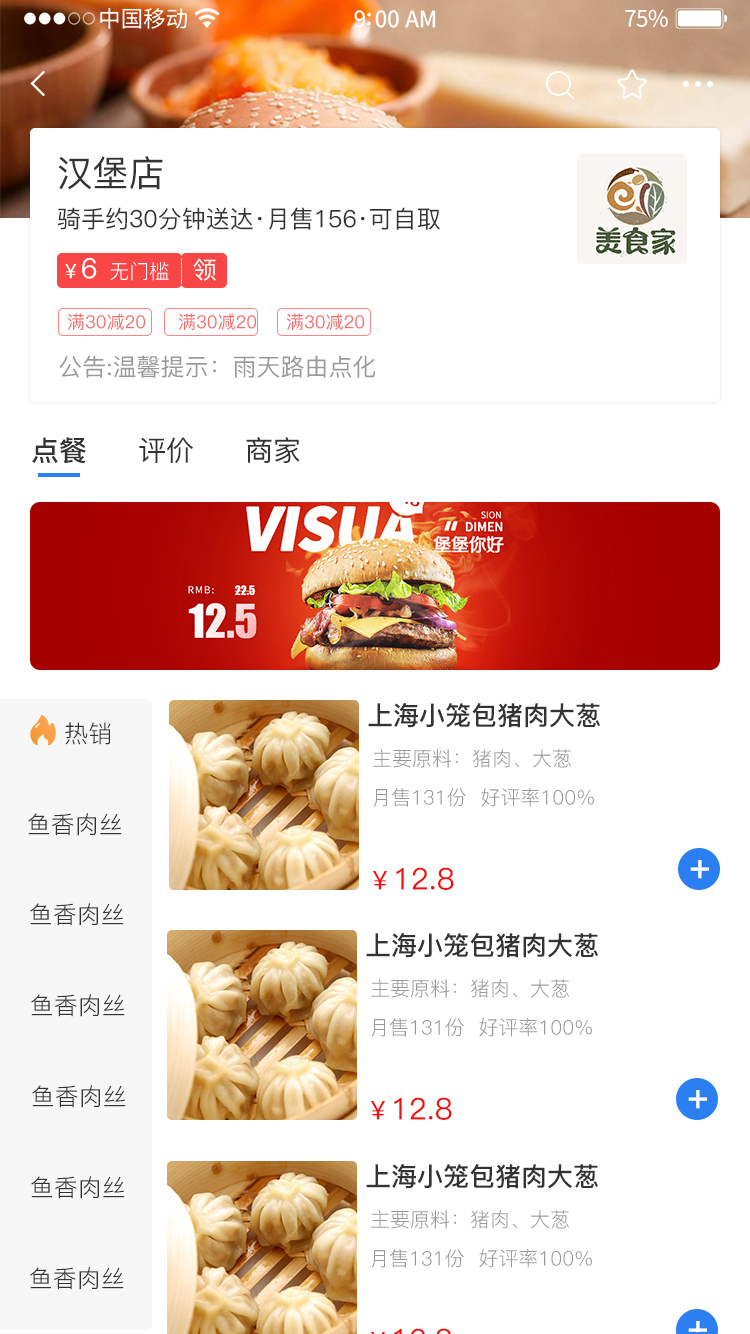 中国移动 9:00 AM 75%
汉堡店
骑手约30分钟送达·月售156·可自取
美食家
¥6 无门槛 领
满30减20 满30减20 满30减20
公告:温馨提示：雨天路由点化
点餐 评价 商家
VISUA
SION
DIMEN
堡堡你好
RMB: 22.5
12.5
热销
鱼香肉丝
鱼香肉丝
鱼香肉丝
鱼香肉丝
鱼香肉丝
鱼香肉丝
上海小笼包猪肉大葱
主要原料：猪肉、大葱
月售131份 好评率100%
¥12.8
上海小笼包猪肉大葱
主要原料：猪肉、大葱
月售131份 好评率100%
¥12.8
上海小笼包猪肉大葱
主要原料：猪肉、大葱
月售131份 好评率100%